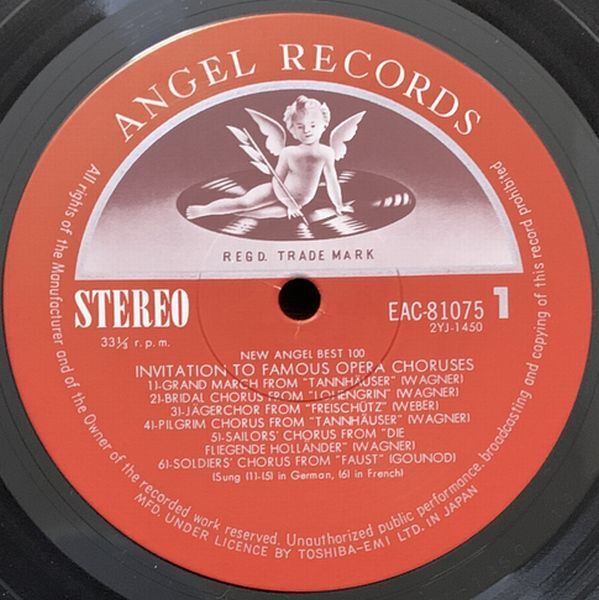 ANGEL RECORDS
REGD. TRADE MARK
STEREO
33⅓ r.p.m.
EAC-81075 1
2YJ-1450
NEW ANGEL BEST 100
INVITATION TO FAMOUS OPERA CHORUSES
1)-GRAND MARCH FROM "TANNHÄUSER" (WAGNER)
2)-BRIDAL CHORUS FROM "LOHENGRIN" (WAGNER)
3)-JÄGERCHOR FROM "FREISCHÜTZ" (WEBER)
4)-PILGRIM CHORUS FROM "TANNHÄUSER" (WAGNER)
5)-SAILORS' CHORUS FROM "DIE
FLIEGENDE HOLLÄNDER" (WAGNER)
6)-SOLDIERS' CHORUS FROM "FAUST" (GOUNOD)
(Sung (1)-(5) in German, (6) in French)
All rights of the Manufacturer and of the Owner of the recorded work reserved. Unauthorized public performance. broadcasting and copying of this record prohibited
MFD. UNDER LICENCE BY TOSHIBA-EMI LTD. IN JAPAN